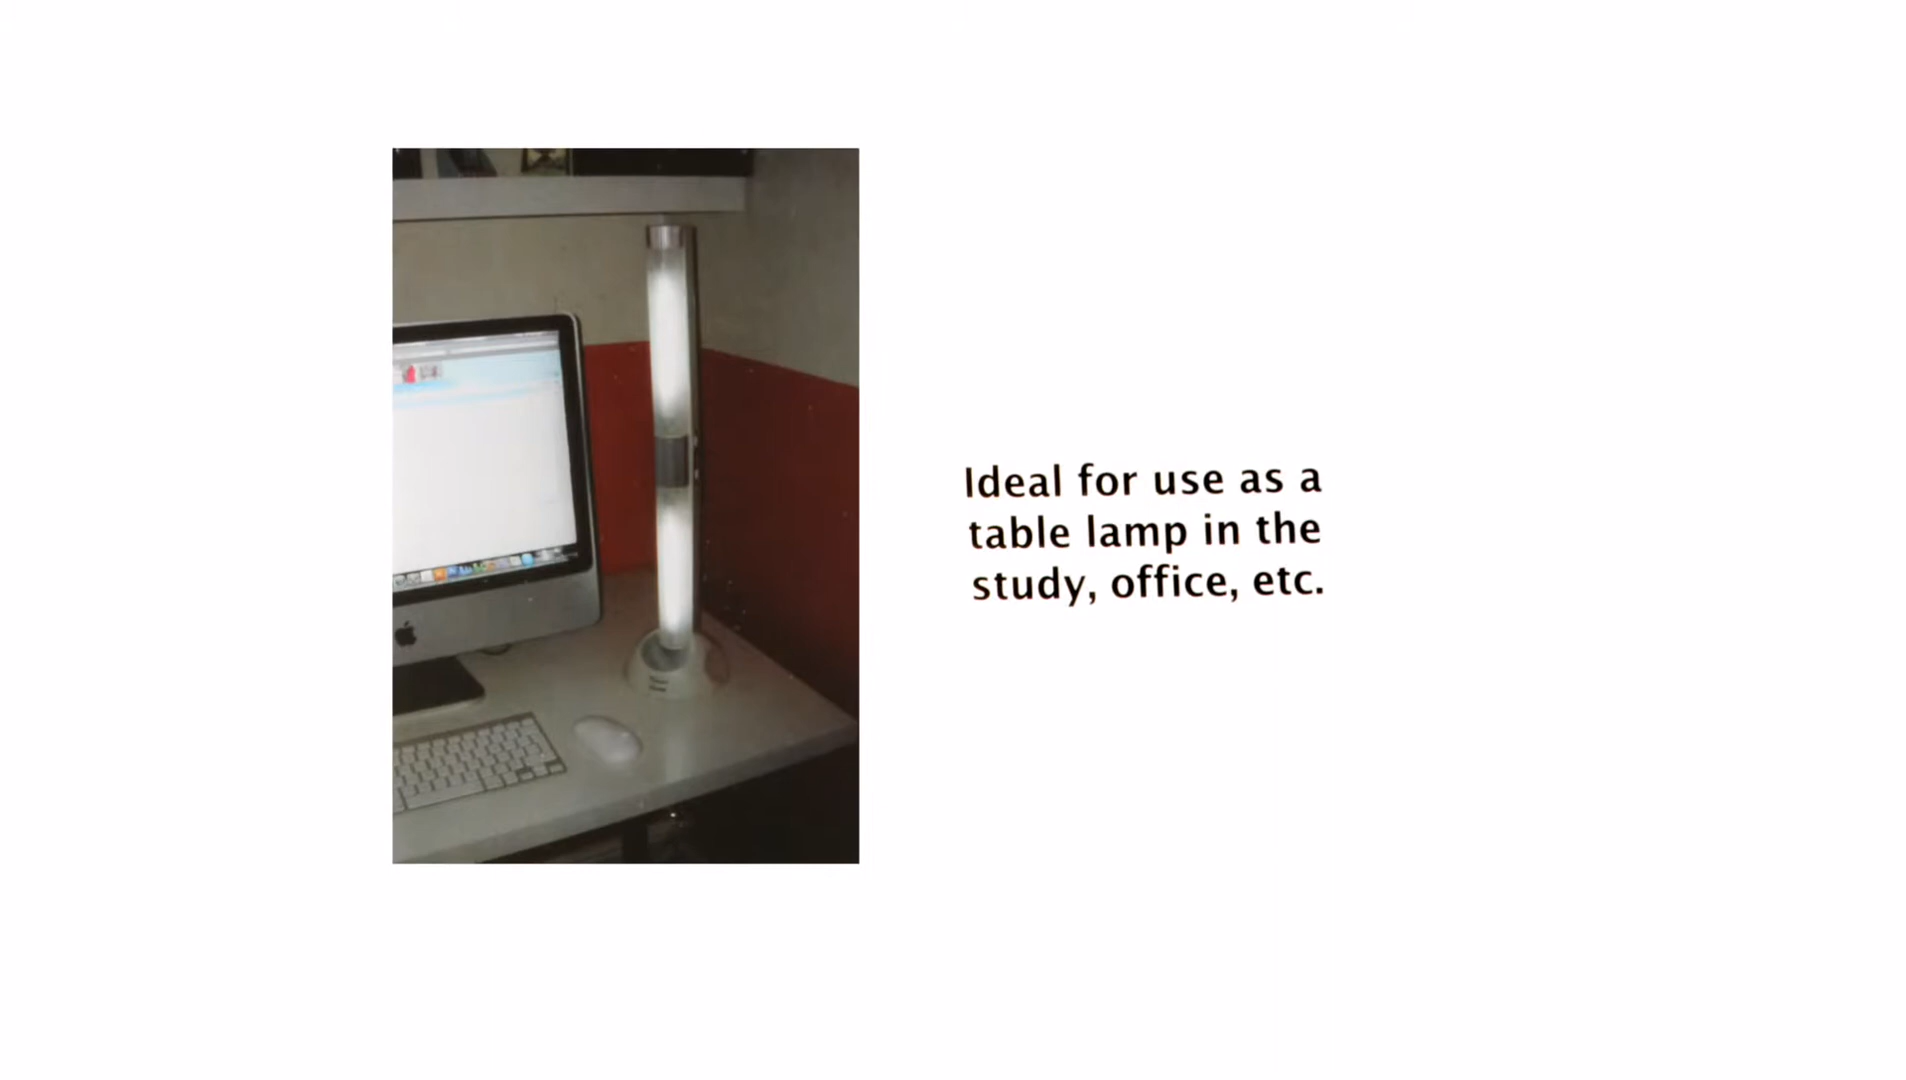 Ideal for use as a
table lamp in the
study, office, etc.